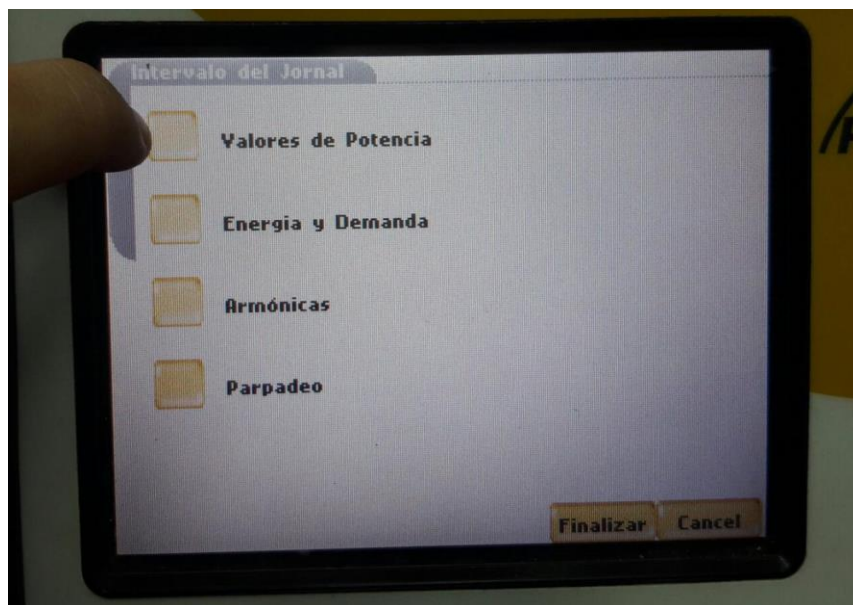 Intervalo del Jornal
Valores de Potencia
Energia y Demanda
Armónicas
Parpadeo
Finalizar Cancel